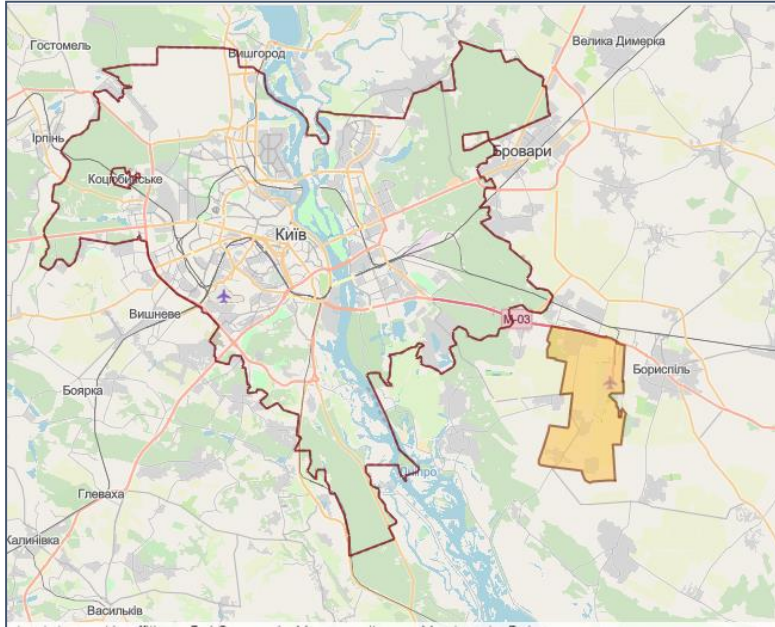 Гостомель
Вишгород
Велика Димерка
Ірпінь
Бровари
Коцюбинське
Київ
Вишневе
М-03
Бориспіль
Боярка
Дніпро
Глеваха
Калинівка
Васильків